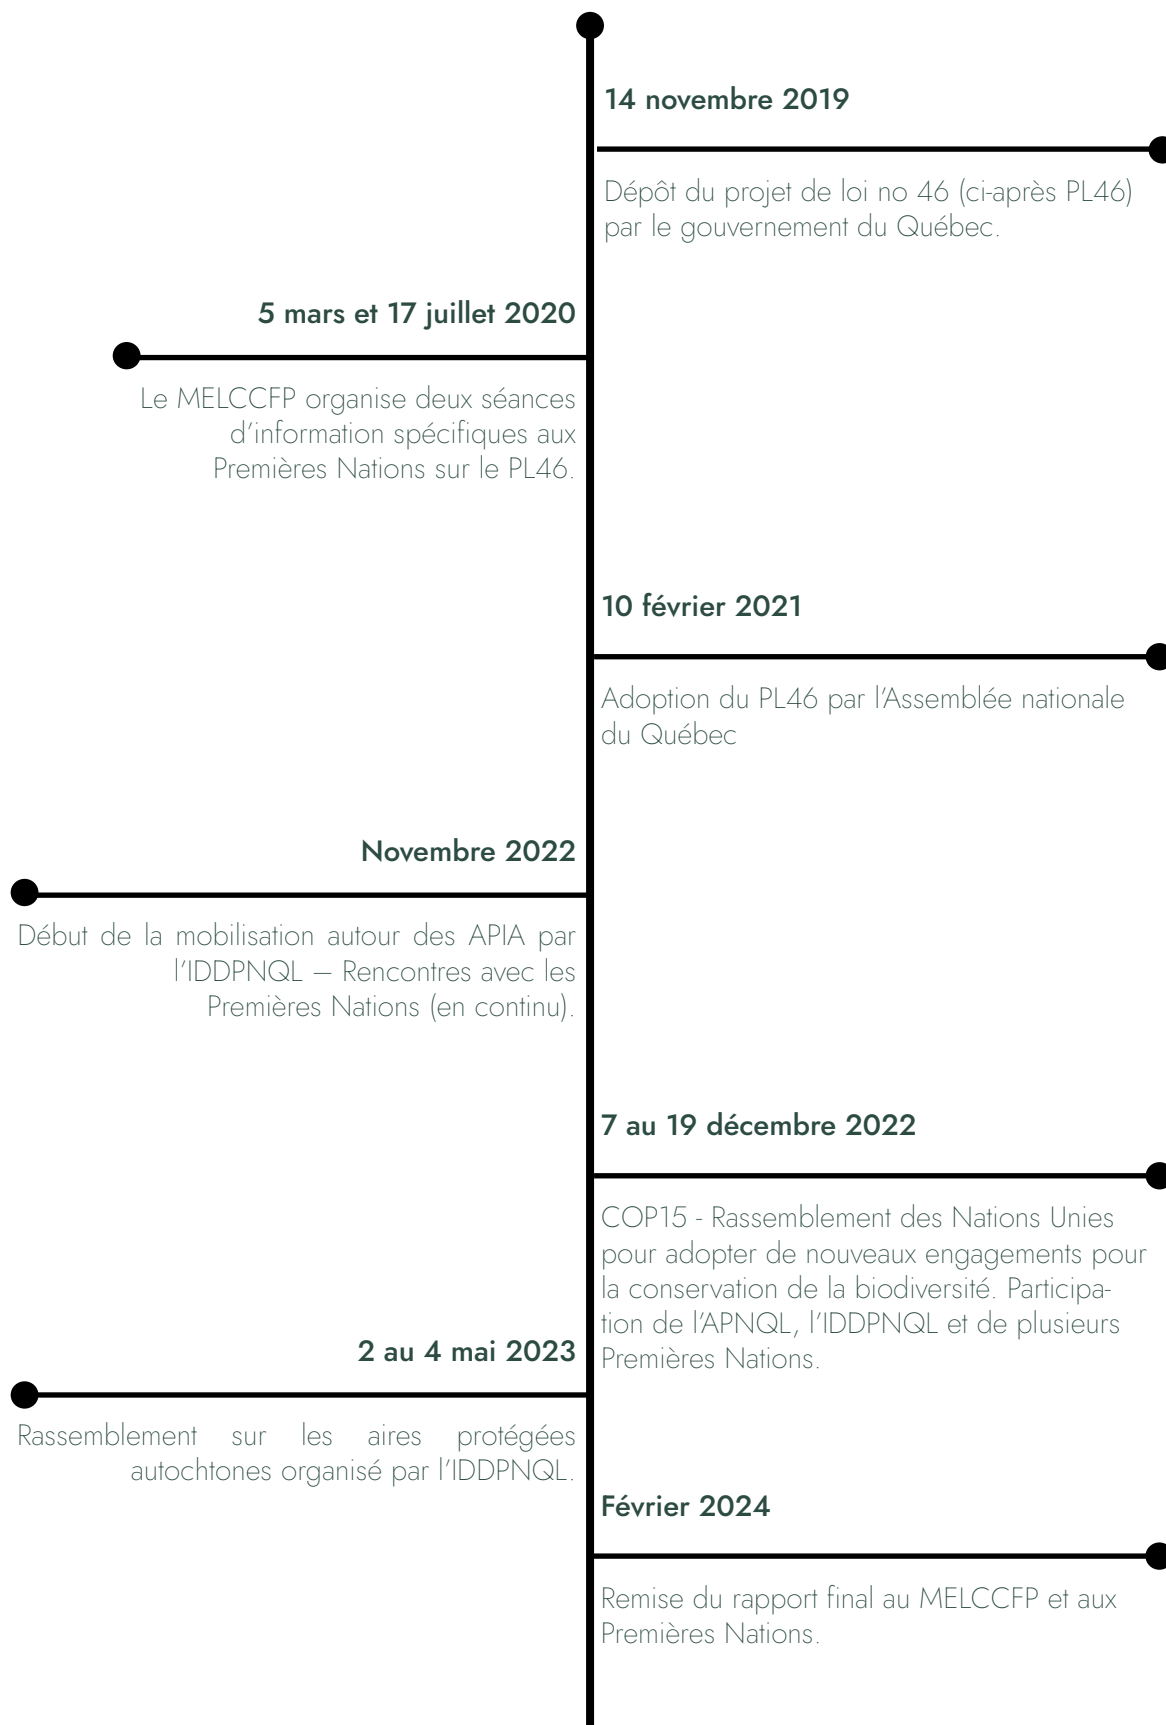 14 novembre 2019
Dépôt du projet de loi no 46 (ci-après PL46)
par le gouvernement du Québec.
5 mars et 17 juillet 2020
Le MELCCFP organise deux séances
d’information spécifiques aux
Premières Nations sur le PL46.
10 février 2021
Adoption du PL46 par l’Assemblée nationale
du Québec
Novembre 2022
Début de la mobilisation autour des APIA par
l’IDDPNQL – Rencontres avec les
Premières Nations (en continu).
7 au 19 décembre 2022
COP15 - Rassemblement des Nations Unies
pour adopter de nouveaux engagements pour
la conservation de la biodiversité. Participa-
tion de l’APNQL, l’IDDPNQL et de plusieurs
Premières Nations.
2 au 4 mai 2023
Rassemblement sur les aires protégées
autochtones organisé par l’IDDPNQL.
Février 2024
Remise du rapport final au MELCCFP et aux
Premières Nations.